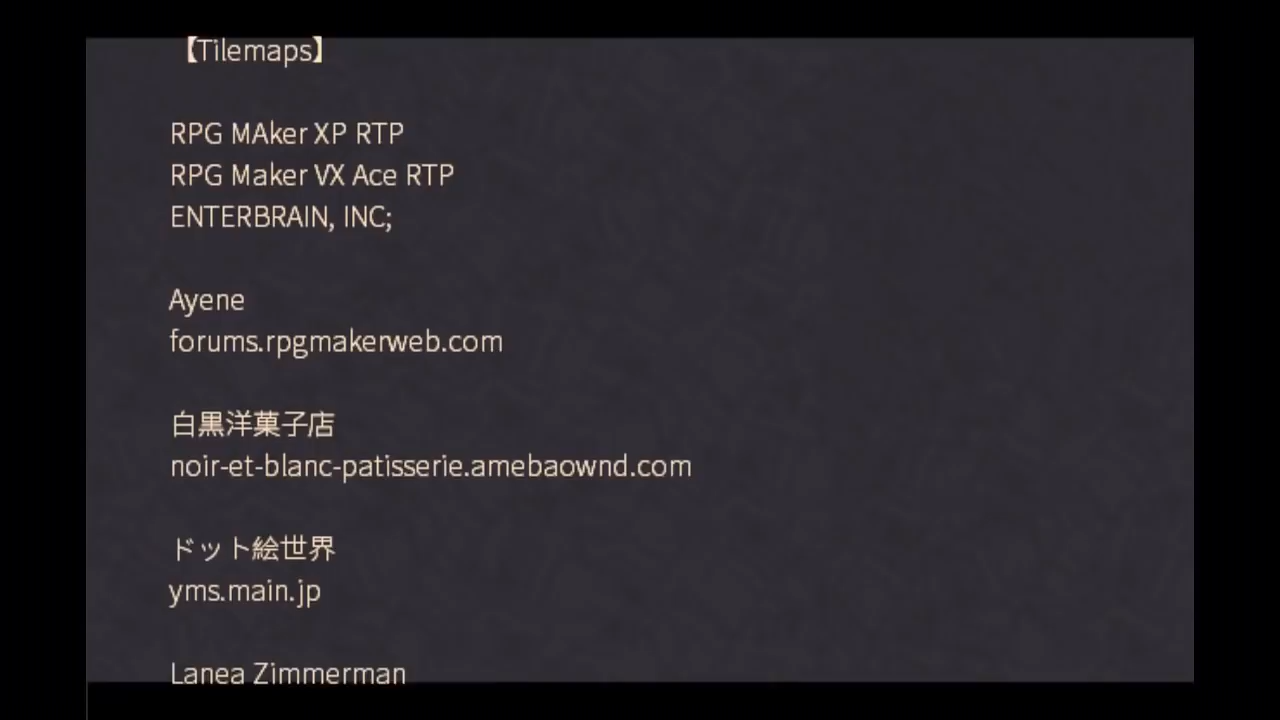 【Tilemaps】
RPG MAker XP RTP
RPG Maker VX Ace RTP
ENTERBRAIN, INC;
Ayene
forums.rpgmakerweb.com
白黒洋菓子店
noir-et-blanc-patisserie.amebaownd.com
ドット絵世界
yms.main.jp
Lanea Zimmerman